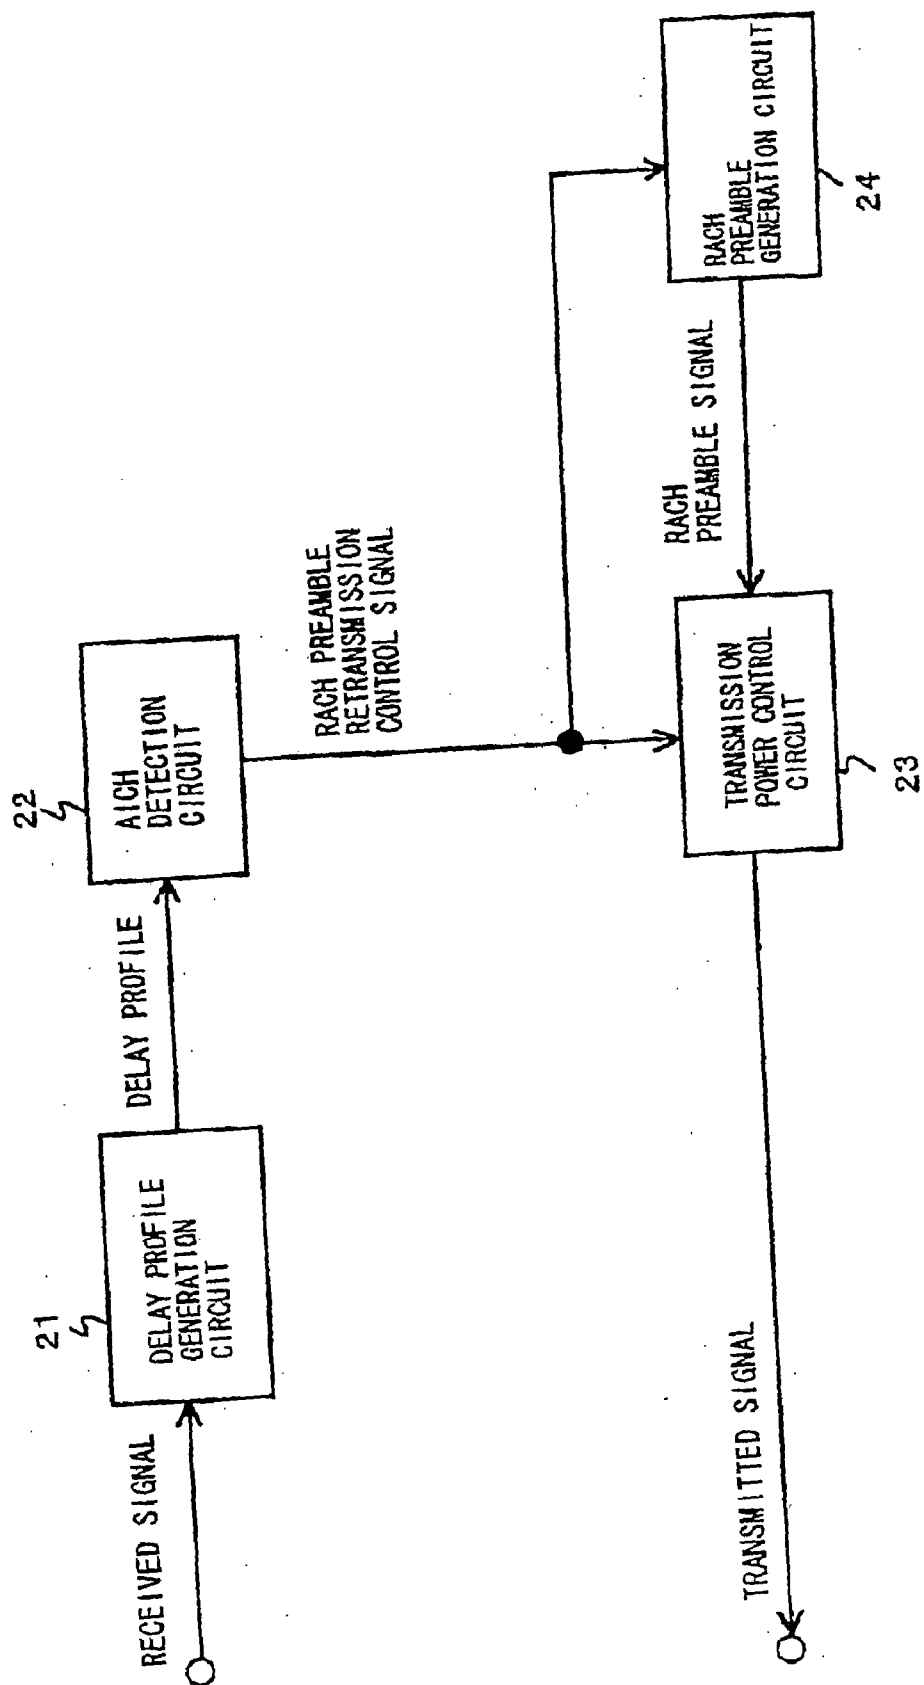 RECEIVED SIGNAL
21
DELAY PROFILE
GENERATION
CIRCUIT
DELAY PROFILE
22
AICH
DETECTION
CIRCUIT
RACH PREAMBLE
RETRANSMISSION
CONTROL SIGNAL
TRANSMITTED SIGNAL
TRANSMISSION
POWER CONTROL
CIRCUIT
23
RACH
PREAMBLE SIGNAL
RACH
PREAMBLE
GENERATION CIRCUIT
24